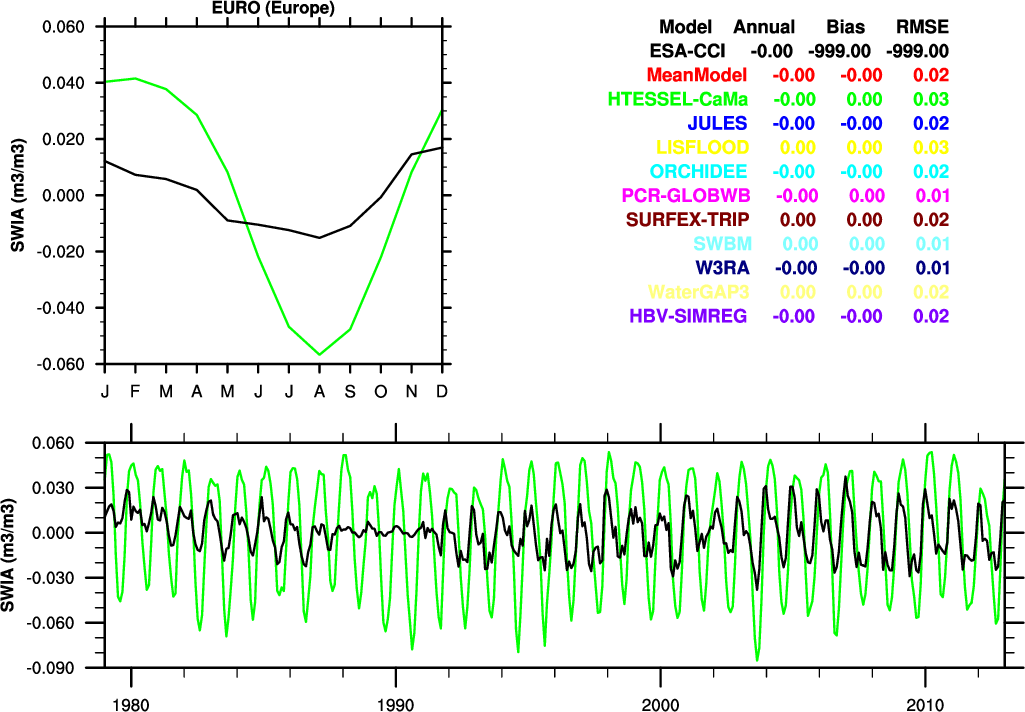 EURO (Europe)
0.060
0.040
0.020
0.000
-0.020
-0.040
-0.060
SWIA (m3/m3)
J F M A M J J A S O N D
Model Annual Bias RMSE
ESA-CCI -0.00 -999.00 -999.00
MeanModel -0.00 -0.00 0.02
HTESSEL-CaMa -0.00 0.00 0.03
JULES -0.00 -0.00 0.02
LISFLOOD 0.00 0.00 0.03
ORCHIDEE -0.00 -0.00 0.02
PCR-GLOBWB -0.00 0.00 0.01
SURFEX-TRIP 0.00 0.00 0.02
SWBM 0.00 0.00 0.01
W3RA -0.00 -0.00 0.01
WaterGAP3 0.00 0.00 0.02
HBV-SIMREG -0.00 -0.00 0.02
0.060
0.030
0.000
-0.030
-0.060
-0.090
SWIA (m3/m3)
1980 1990 2000 2010